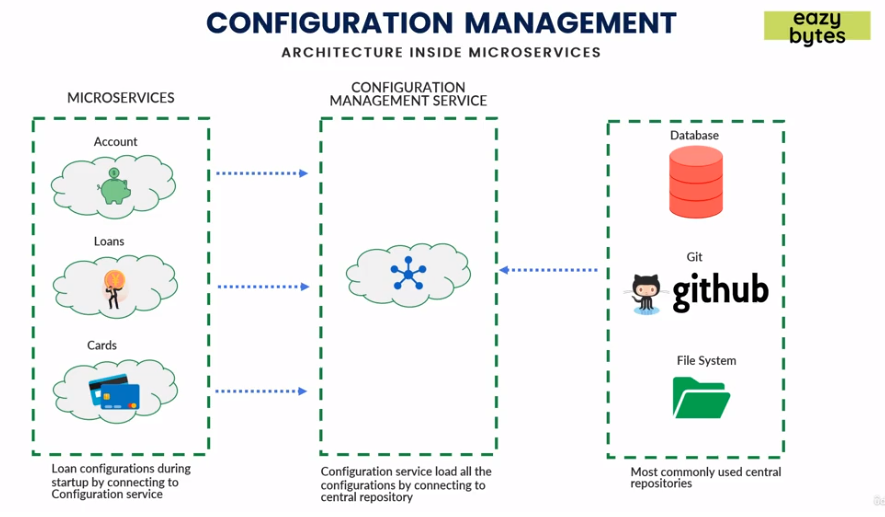 CONFIGURATION MANAGEMENT
ARCHITECTURE INSIDE MICROSERVICES
eazy
bytes
MICROSERVICES
Account
Loans
Cards
Loan configurations during
startup by connecting to
Configuration service
CONFIGURATION
MANAGEMENT SERVICE
Configuration service load all the
configurations by connecting to
central repository
Database
Git
github
File System
Most commonly used central
repositories